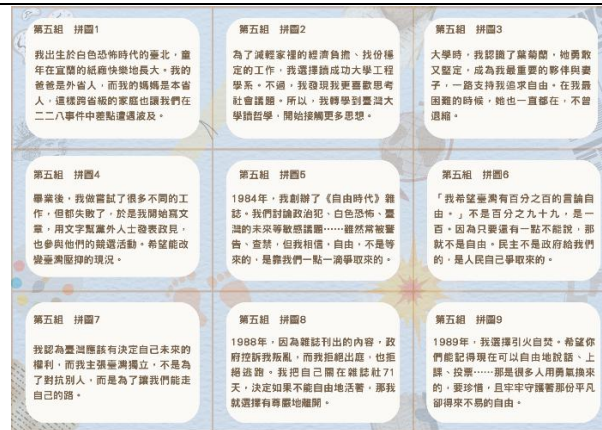 第五組 拼圖1
我出生於白色恐怖時代的臺北，童
年在宜蘭的紙廠快樂地長大。我的
爸爸是外省人，而我的媽媽是本省
人，這樣跨省級的家庭也讓我們在
二二八事件中差點遭遇波及。
第五組 拼圖2
為了減輕家裡的經濟負擔、找份穩
定的工作，我選擇讀成功大學工程
學系。不過，我發現我更喜歡思考
社會議題。所以，我轉學到臺灣大
學讀哲學，開始接觸更多思想。
第五組 拼圖3
大學時，我認識了葉菊蘭，她勇敢
又堅定，成為我最重要的夥伴與妻
子，一路支持我追求自由。在我最
困難的時候，她也一直都在，不曾
退縮。
第五組 拼圖4
畢業後，我做嘗試了很多不同的工
作，但都失敗了，於是我開始寫文
章，用文字幫黨外人士發表政見，
也參與他們的競選活動。希望能改
變臺灣壓抑的現況。
第五組 拼圖5
1984年，我創辦了《自由時代》雜
誌。我們討論政治犯、白色恐怖、臺
灣的未來等敏感議題……雖然常被警
告、查禁，但我相信，自由，不是等
來的，是靠我們一點一滴爭取來的。
第五組 拼圖6
「我希望臺灣有百分之百的言論自
由。」不是百分之九十九，是一
百。因為只要還有一點不能說，那
就不是自由。民主不是政府給我們
的，是人民自己爭取來的。
第五組 拼圖7
我認為臺灣應該有決定自己未來的
權利，而我主張臺灣獨立，不是為
了對抗別人，而是為了讓我們能走
自己的路。
第五組 拼圖8
1988年，因為雜誌刊出的內容，政
府控訴我叛亂，而我拒絕出庭，也拒
絕逃跑。我把自己關在雜誌社71
天，決定如果不能自由地活著，那我
就選擇有尊嚴地離開。
第五組 拼圖9
1989年，我選擇引火自焚。希望你
們能記得現在可以自由地說話、上
課、投票……那是很多人用勇氣換來
的，要珍惜，且牢牢守護著那份平凡
卻得來不易的自由。